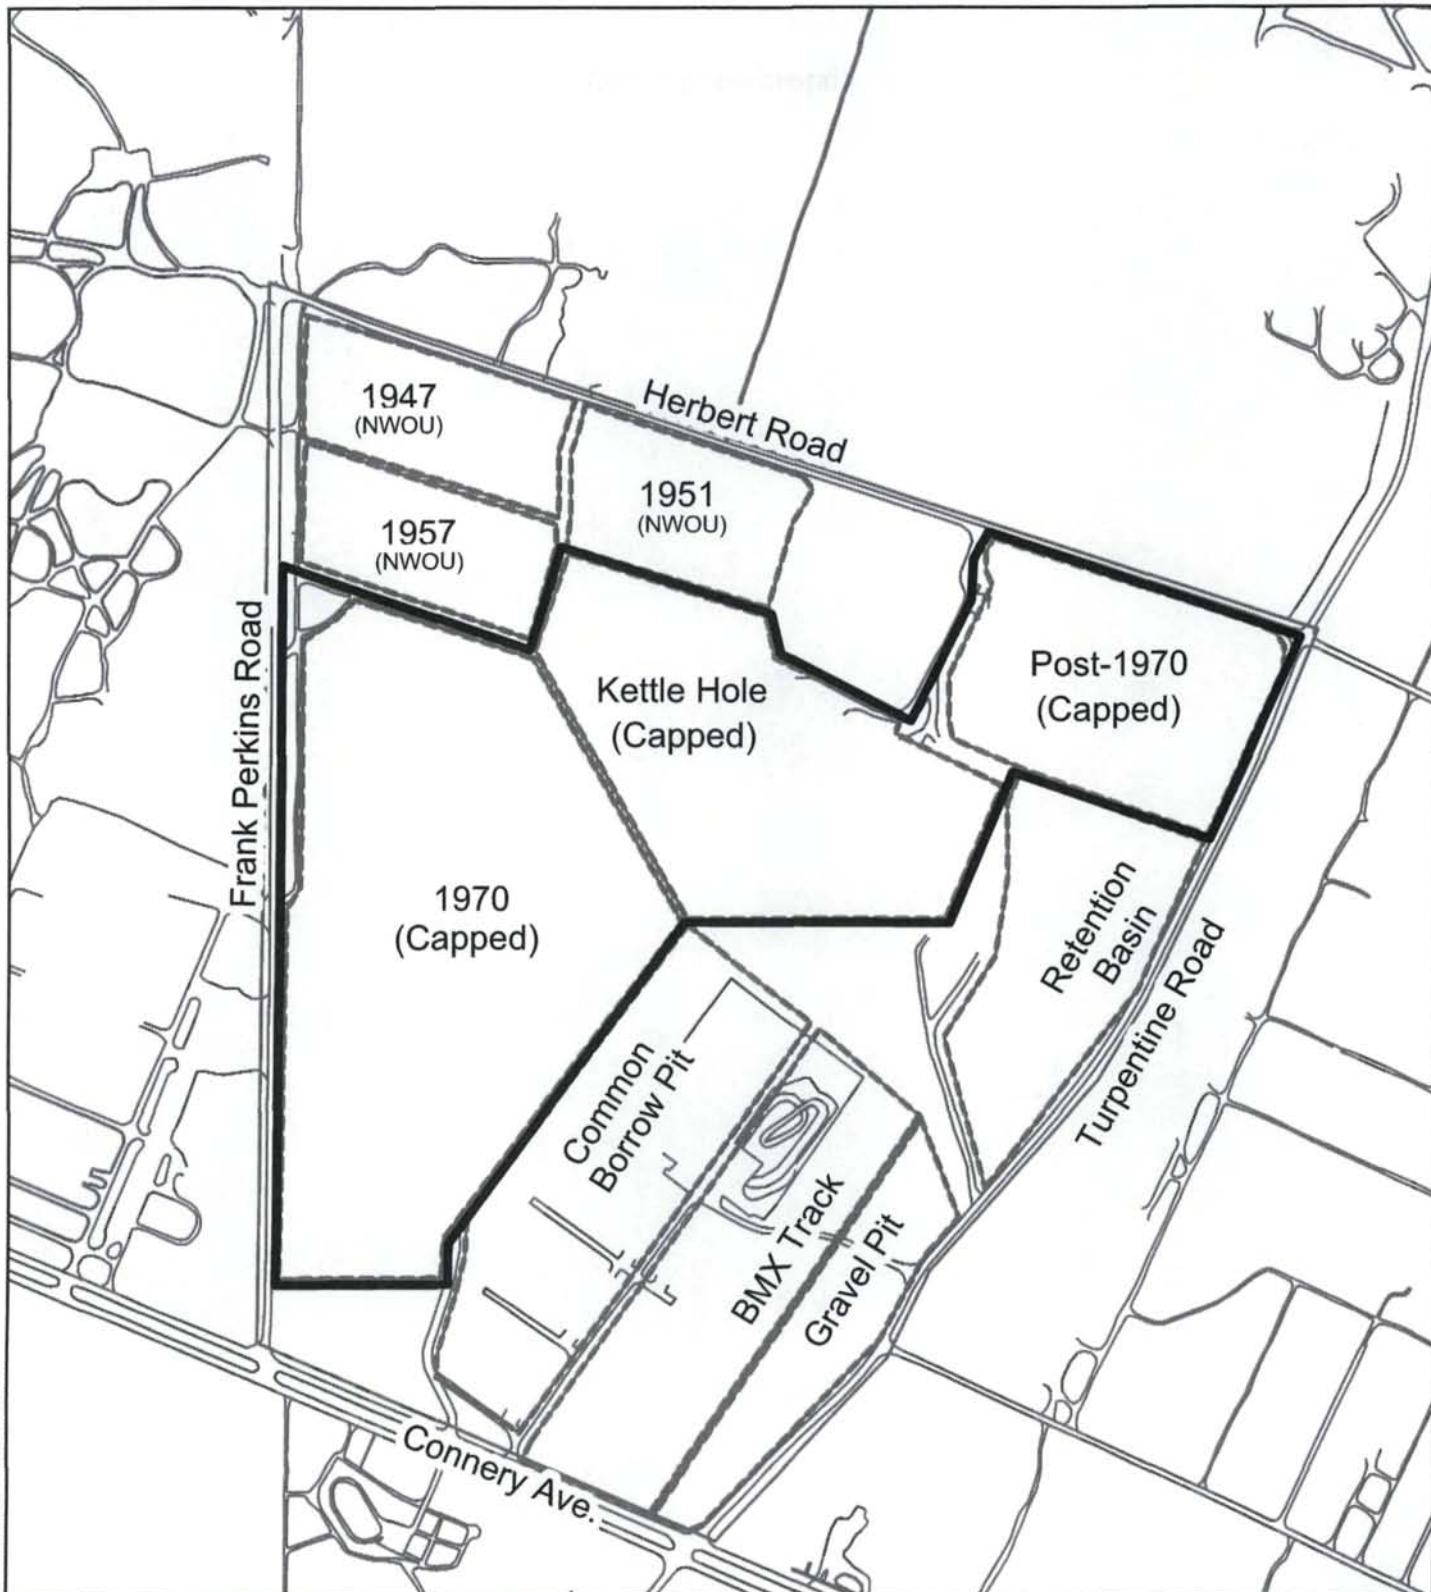 1947
(NWOU)
Herbert Road
1951
(NWOU)
1957
(NWOU)
Post-1970
(Capped)
Kettle Hole
(Capped)
Frank Perkins Road
1970
(Capped)
Retention
Basin
Turpentine Road
Common
Borrow Pit
BMX Track
Gravel Pit
Connery Ave.